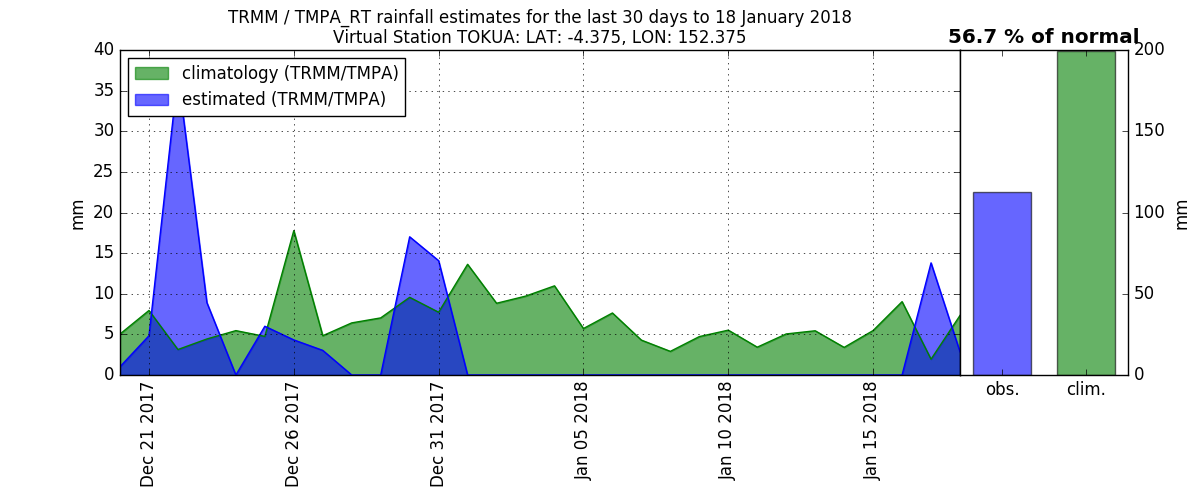 TRMM / TMPA_RT rainfall estimates for the last 30 days to 18 January 2018
Virtual Station TOKUA: LAT: -4.375, LON: 152.375
56.7 % of normal
climatology (TRMM/TMPA)
estimated (TRMM/TMPA)
mm
40
35
30
25
20
15
10
5
0
Dec 21 2017
Dec 26 2017
Dec 31 2017
Jan 05 2018
Jan 10 2018
Jan 15 2018
obs.
clim.
200
150
100
50
0
mm